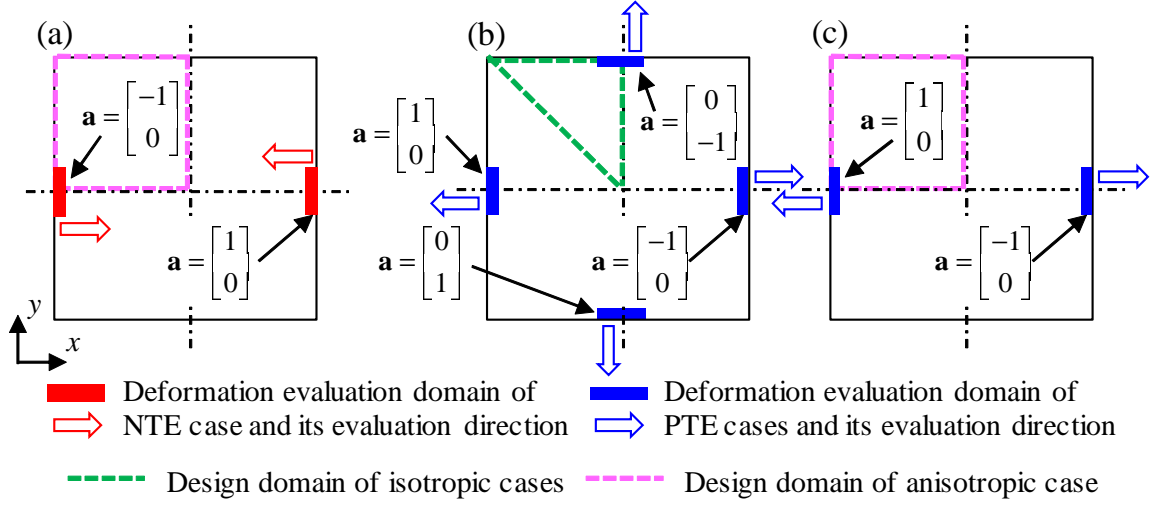 (a)
(b)
(c)
a = [−1 0]
a = [1 0]
a = [1 0]
a = [0 −1]
a = [0 1]
a = [−1 0]
a = [1 0]
a = [−1 0]
y
x
Deformation evaluation domain of
NTE case and its evaluation direction
Deformation evaluation domain of
PTE cases and its evaluation direction
Design domain of isotropic cases
Design domain of anisotropic case